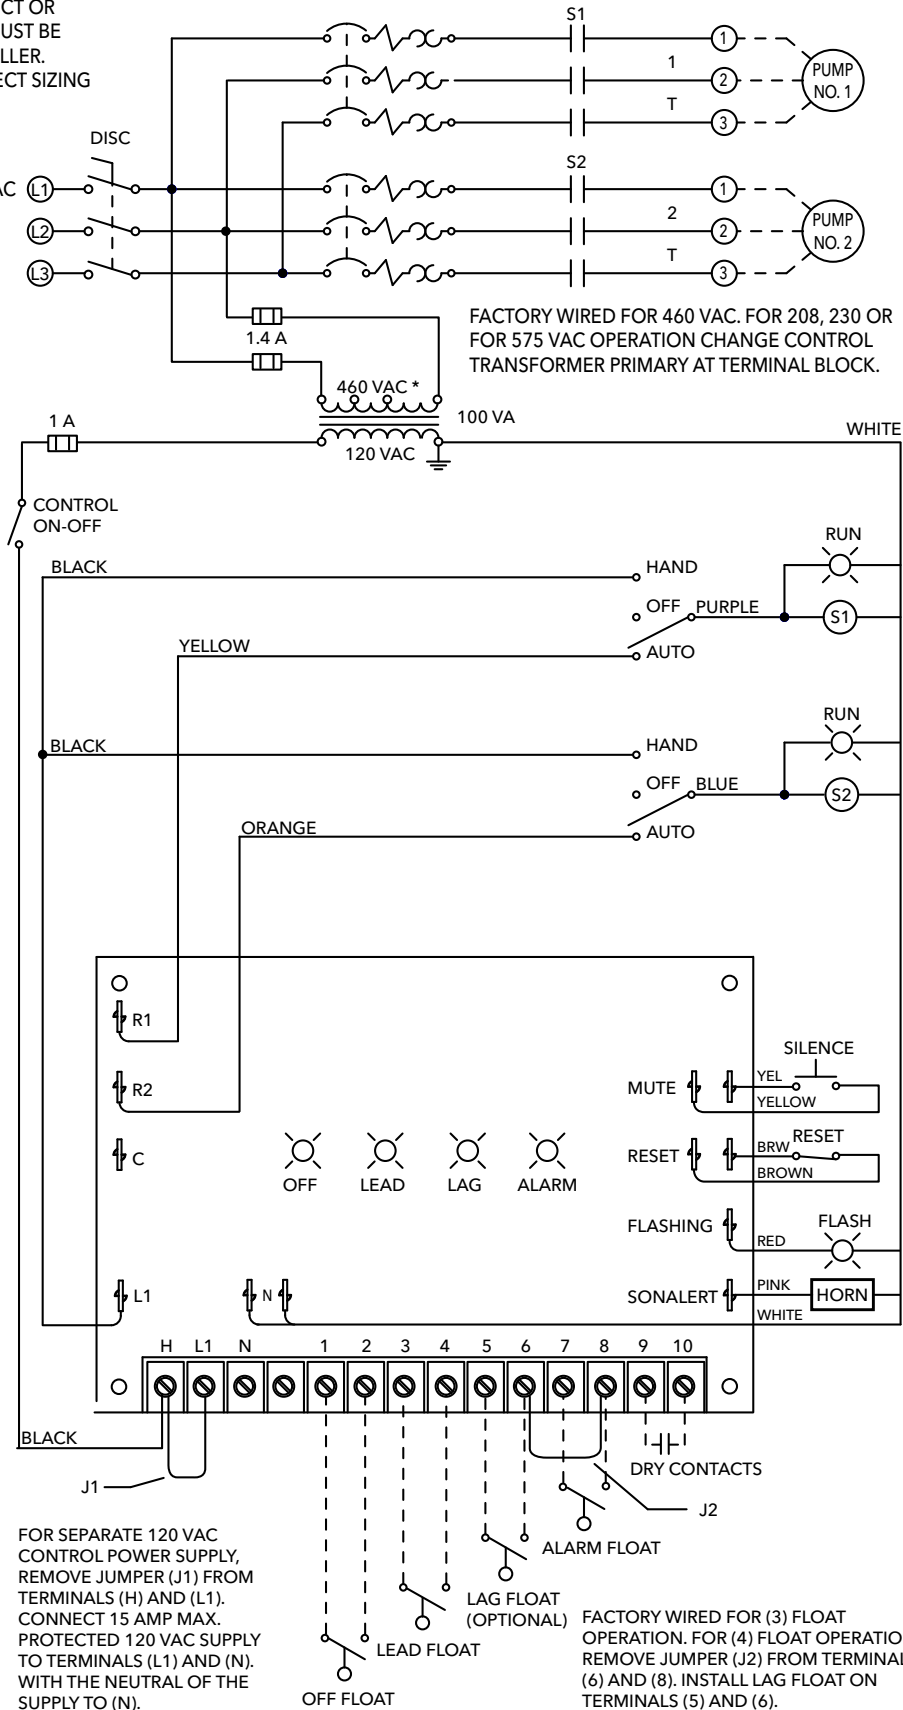 CT OR
UST BE
LLER.
ECT SIZING
S1
1
1
2
T
3
PUMP
NO. 1
DISC
AC L1
L2
L3
S2
1
2
2
T
3
PUMP
NO. 2
FACTORY WIRED FOR 460 VAC. FOR 208, 230 OR
FOR 575 VAC OPERATION CHANGE CONTROL
TRANSFORMER PRIMARY AT TERMINAL BLOCK.
1.4 A
460 VAC *
100 VA
120 VAC
1 A
WHITE
CONTROL
ON-OFF
BLACK
HAND
OFF
PURPLE
AUTO
YELLOW
RUN
S1
BLACK
HAND
OFF
BLUE
AUTO
ORANGE
RUN
S2
R1
R2
C
L1
N
OFF
LEAD
LAG
ALARM
MUTE
YEL
YELLOW
SILENCE
RESET
BRW
BROWN
RESET
FLASHING
RED
FLASH
SONALERT
PINK
HORN
WHITE
H L1 N 1 2 3 4 5 6 7 8 9 10
BLACK
J1
DRY CONTACTS
J2
ALARM FLOAT
LAG FLOAT
(OPTIONAL)
LEAD FLOAT
OFF FLOAT
FOR SEPARATE 120 VAC
CONTROL POWER SUPPLY,
REMOVE JUMPER (J1) FROM
TERMINALS (H) AND (L1).
CONNECT 15 AMP MAX.
PROTECTED 120 VAC SUPPLY
TO TERMINALS (L1) AND (N).
WITH THE NEUTRAL OF THE
SUPPLY TO (N).
FACTORY WIRED FOR (3) FLOAT
OPERATION. FOR (4) FLOAT OPERATIO
REMOVE JUMPER (J2) FROM TERMINAL
(6) AND (8). INSTALL LAG FLOAT ON
TERMINALS (5) AND (6).